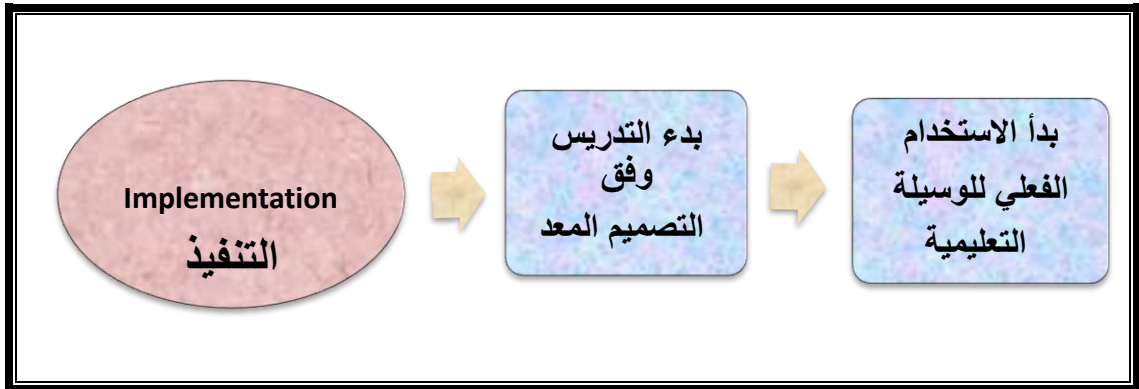 Implementation
التنفيذ
بدء التدريس
وفق
التصميم المعد
بدأ الاستخدام
الفعلي للوسيلة
التعليمية